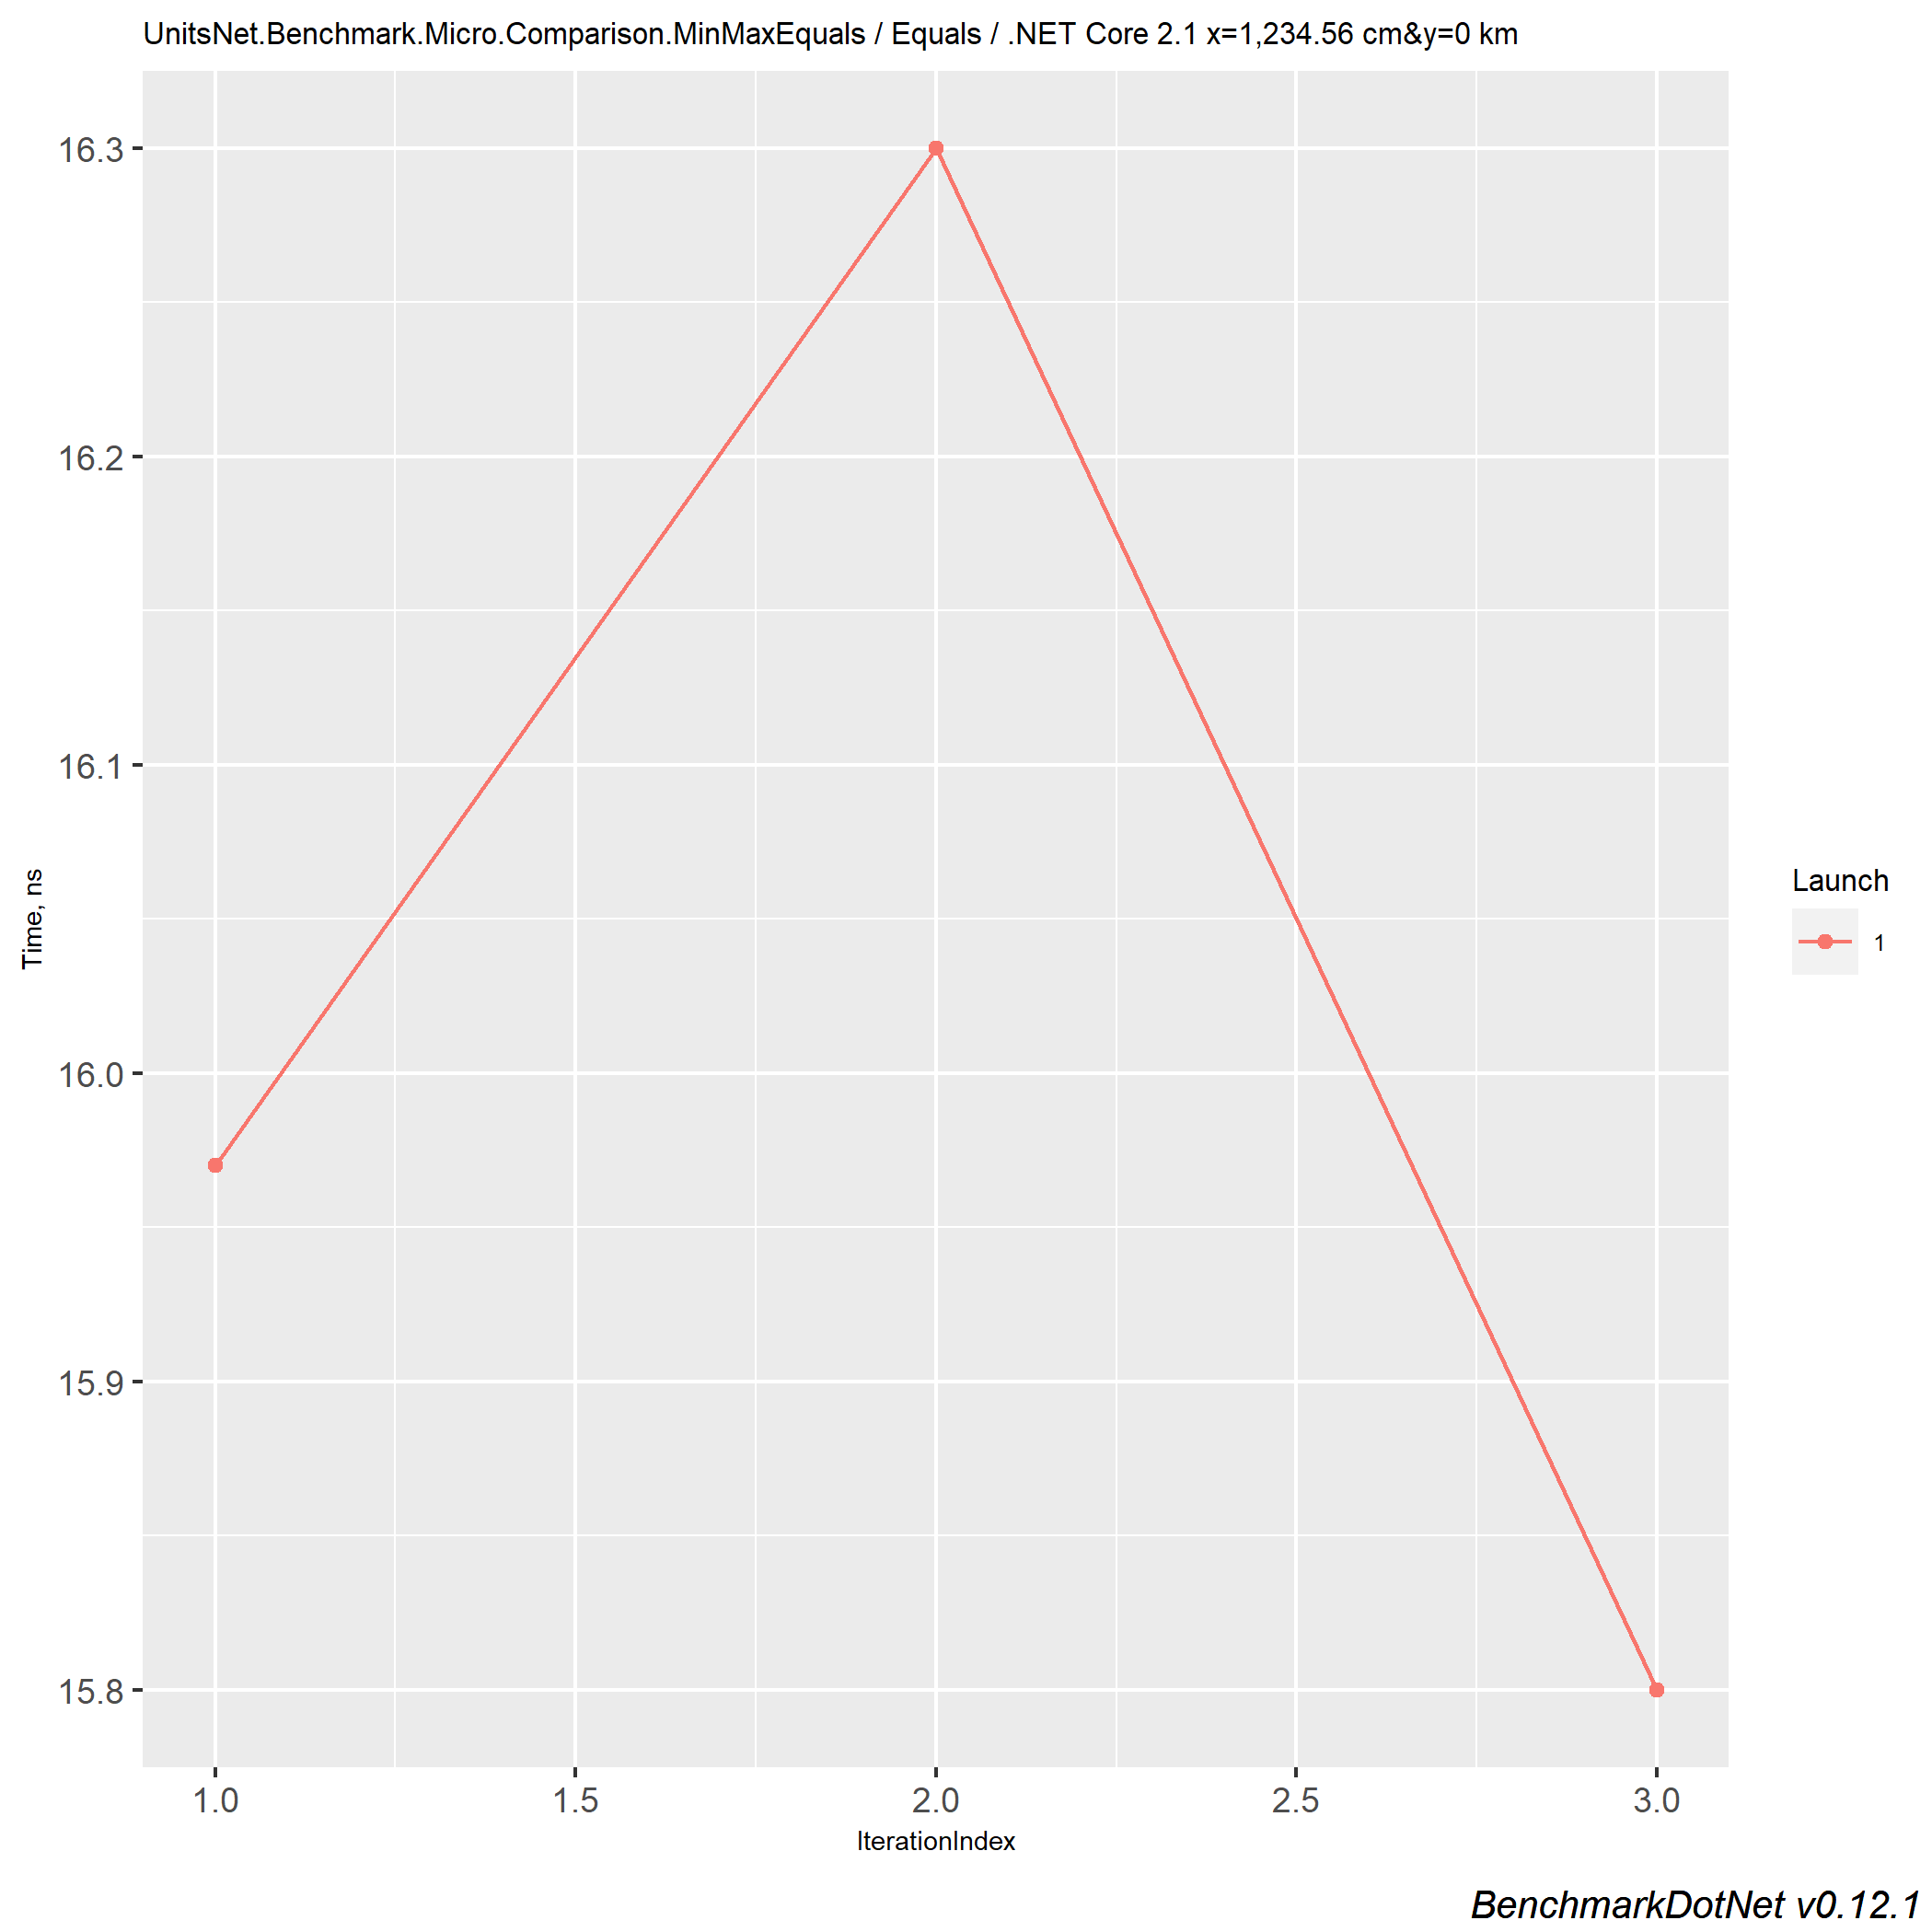 UnitsNet.Benchmark.Micro.Comparison.MinMaxEquals / Equals / .NET Core 2.1 x=1,234.56 cm&y=0 km
16.3
16.2
16.1
16.0
15.9
15.8
Time, ns
1.0 1.5 2.0 2.5 3.0
IterationIndex
Launch
1
BenchmarkDotNet v0.12.1